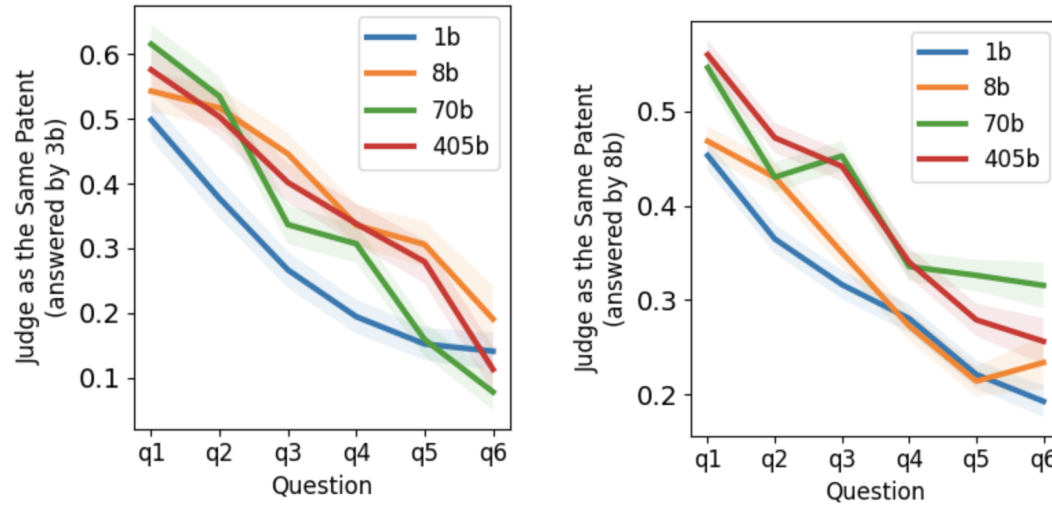 Judge as the Same Patent
(answered by 3b)
0.6
0.5
0.4
0.3
0.2
0.1
1b
8b
70b
405b
q1 q2 q3 q4 q5 q6
Question
Judge as the Same Patent
(answered by 8b)
0.5
0.4
0.3
0.2
1b
8b
70b
405b
q1 q2 q3 q4 q5 q6
Question